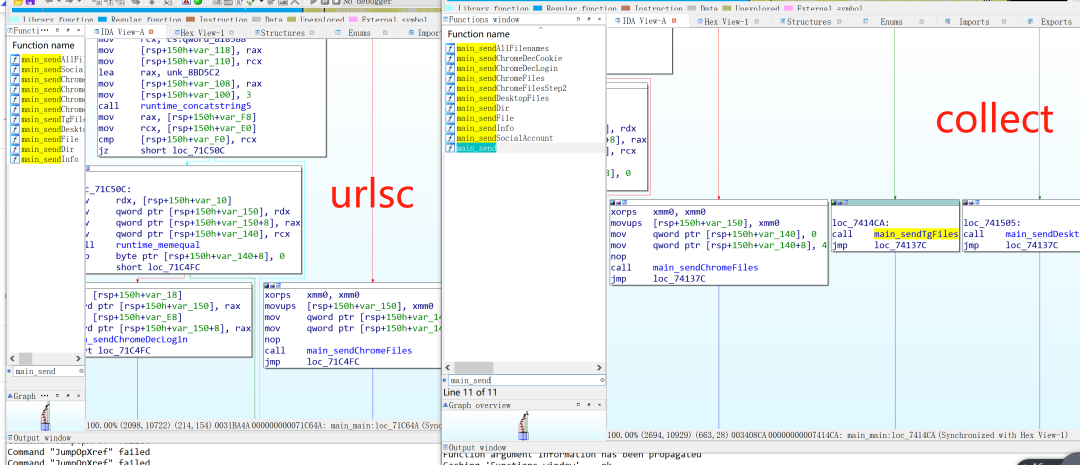 No debugger
Library function Regular function Instruction Data Unexplored External symbol
Functi···
Function name
main_sendAllFi
main_sendSocia
main_sendChrome
main_sendChrome
main_sendChrome
main_sendChrome
main_sendTgFile
main_sendDeskto
main_sendFile
main_sendDir
main_sendInfo
main_send
Graph ···
IDA View-A
Hex View-1
Structures
Enums
Import
mov rcx, cs:qword_818588
mov [rsp+150h+var_118], rax
mov [rsp+150h+var_110], rcx
lea rax, unk_8BD5C2
mov [rsp+150h+var_108], rax
mov [rsp+150h+var_100], 3
call runtime_concatstring5
mov rax, [rsp+F8]
mov rcx, [rsp+150h+var_E0]
cmp [rsp+F0], rcx
jz short loc_71C50C
c_71C50C:
v rdx, [rsp+150h+var_10]
v qword ptr [rsp+150h+var_150], rdx
v qword ptr [rsp+150h+var_150+8], rax
v qword ptr [rsp+150h+var_140], rcx
ll runtime_memequal
p byte ptr [rsp+150h+var_140+8], 0
short loc_71C4FC
[rsp+150h+var_18]
rd ptr [rsp+150h+var_150], rax
[rsp+150h+var_E8]
rd ptr [rsp+150h+var_150+8], rax
n_sendChromeDecLogin
rt loc_71C4FC
xorps xmm0, xmm0
movups [rsp+150h+var_150], xmm0
mov qword ptr [rsp+150h+var_14
mov qword ptr [rsp+150h+var_14
nop
call main_sendChromeFiles
jmp loc_71C4FC
urlsc
100.00% (2098, 10722) (214,154) 0031BA4A 000000000071C64A: main_main:loc_71C64A (Sync
Output window
Command "JumpOpXref" failed
Command "JumpOpXref" failed
Library function Regular function Instruction Data Unexplored External symbol
Functions window
Function name
main_sendAllFilenames
main_sendChromeDecCookie
main_sendChromeDecLogin
main_sendChromeFiles
main_sendChromeFilesStep2
main_sendDesktopFiles
main_sendDir
main_sendFile
main_sendInfo
main_sendSocialAccount
main_send
main_send
Line 11 of 11
Graph overview
IDA View-A
Hex View-1
Structures
Enums
Imports
Exports
], rdx
+8], rax
], rcx
8], 0
collect
xorps xmm0, xmm0
movups [rsp+150h+var_150], xmm0
mov qword ptr [rsp+150h+var_140], 0
mov qword ptr [rsp+150h+var_140+8], 4
nop
call main_sendChromeFiles
jmp loc_74137C
loc_7414CA:
call main_sendTgFiles
jmp loc_74137C
loc_741505:
call main_sendDeskt
jmp loc_74137C
100.00% (2694, 10929) (663,28) 003408CA 00000000007414CA: main_main:loc_7414CA (Synchronized with Hex View-1)
Output window
Function argument information has been propagated